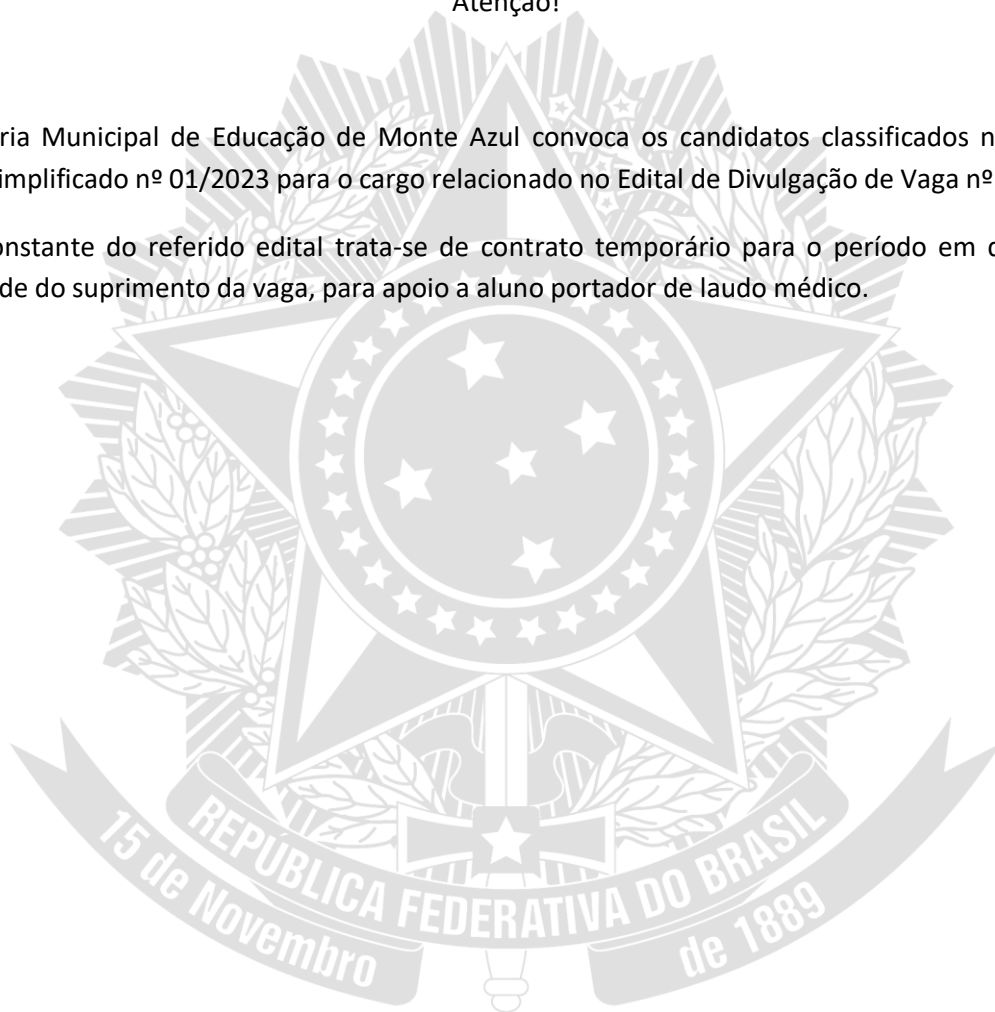 Atenção!
ria Municipal de Educação de Monte Azul convoca os candidatos classificados n
implificado nº 01/2023 para o cargo relacionado no Edital de Divulgação de Vaga nº
onstante do referido edital trata-se de contrato temporário para o período em
de do suprimento da vaga, para apoio a aluno portador de laudo médico.
REPÚBLICA FEDERATIVA DO BRASIL
15 de Novembro
de 1889